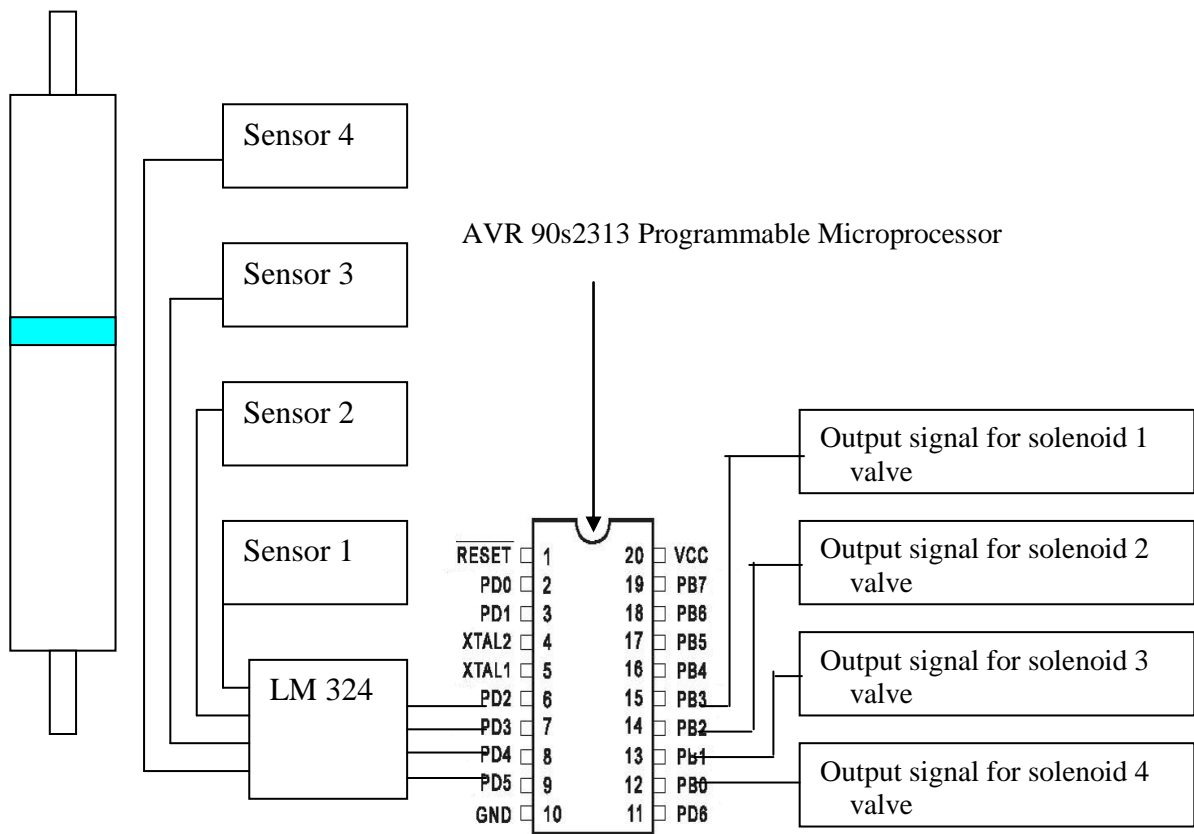 Sensor 4
AVR 90s2313 Programmable Microprocessor
Sensor 3
Sensor 2
Output signal for solenoid 1
valve
Sensor 1
RESET 1 20 VCC
PD0 2 19 PB7
PD1 3 18 PB6
XTAL2 4 17 PB5
XTAL1 5 16 PB4
PD2 6 15 PB3
PD3 7 14 PB2
PD4 8 13 PB1
PD5 9 12 PB0
GND 10 11 PD6
Output signal for solenoid 2
valve
LM 324
Output signal for solenoid 3
valve
Output signal for solenoid 4
valve